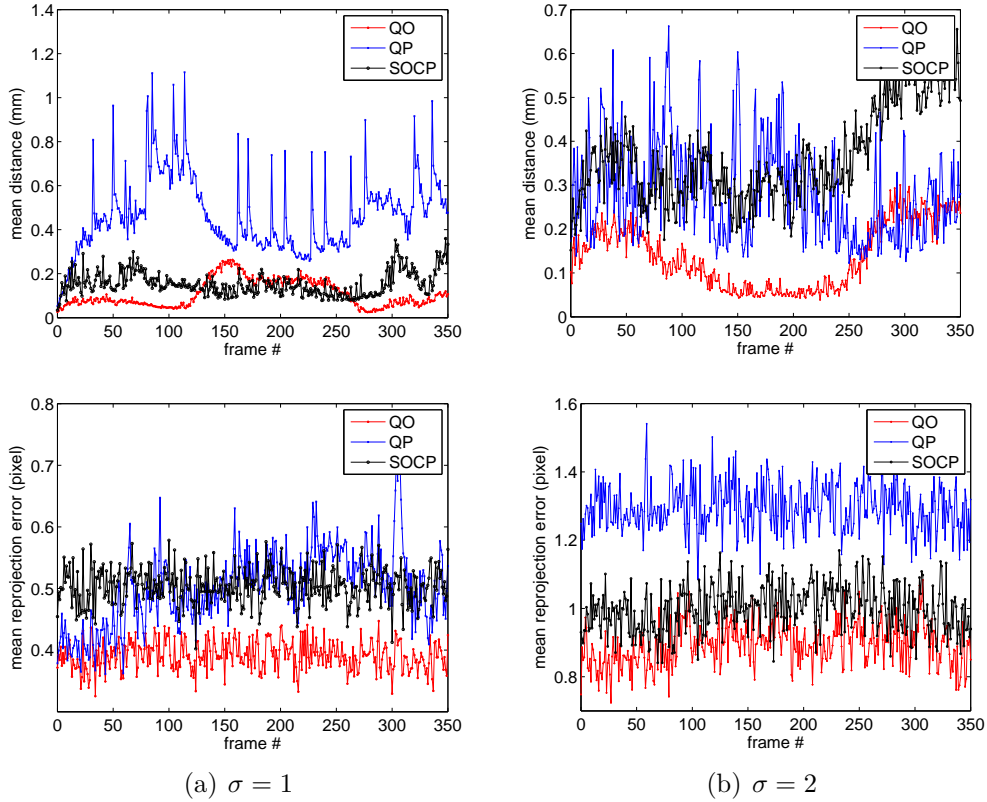 1.4
1.2
1
0.8
0.6
0.4
0.2
0
mean distance (mm)
0 50 100 150 200 250 300 350
frame #
QO
QP
SOCP
0.7
0.6
0.5
0.4
0.3
0.2
0.1
0
mean distance (mm)
0 50 100 150 200 250 300 350
frame #
QO
QP
SOCP
0.8
0.7
0.6
0.5
0.4
mean reprojection error (pixel)
0 50 100 150 200 250 300 350
frame #
QO
QP
SOCP
1.6
1.4
1.2
1
0.8
mean reprojection error (pixel)
0 50 100 150 200 250 300 350
frame #
QO
QP
SOCP
(a) σ = 1
(b) σ = 2